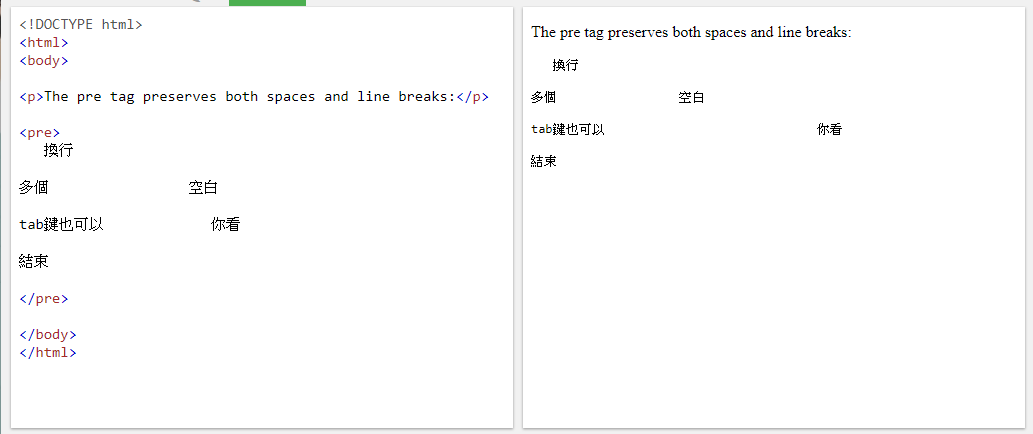 <!DOCTYPE html>
<html>
<body>
<p>The pre tag preserves both spaces and line breaks:</p>
<pre>
   換行
多個                 空白
tab鍵也可以             你看
結束
</pre>
</body>
</html>
The pre tag preserves both spaces and line breaks:
   換行
多個                 空白
tab鍵也可以                             你看
結束